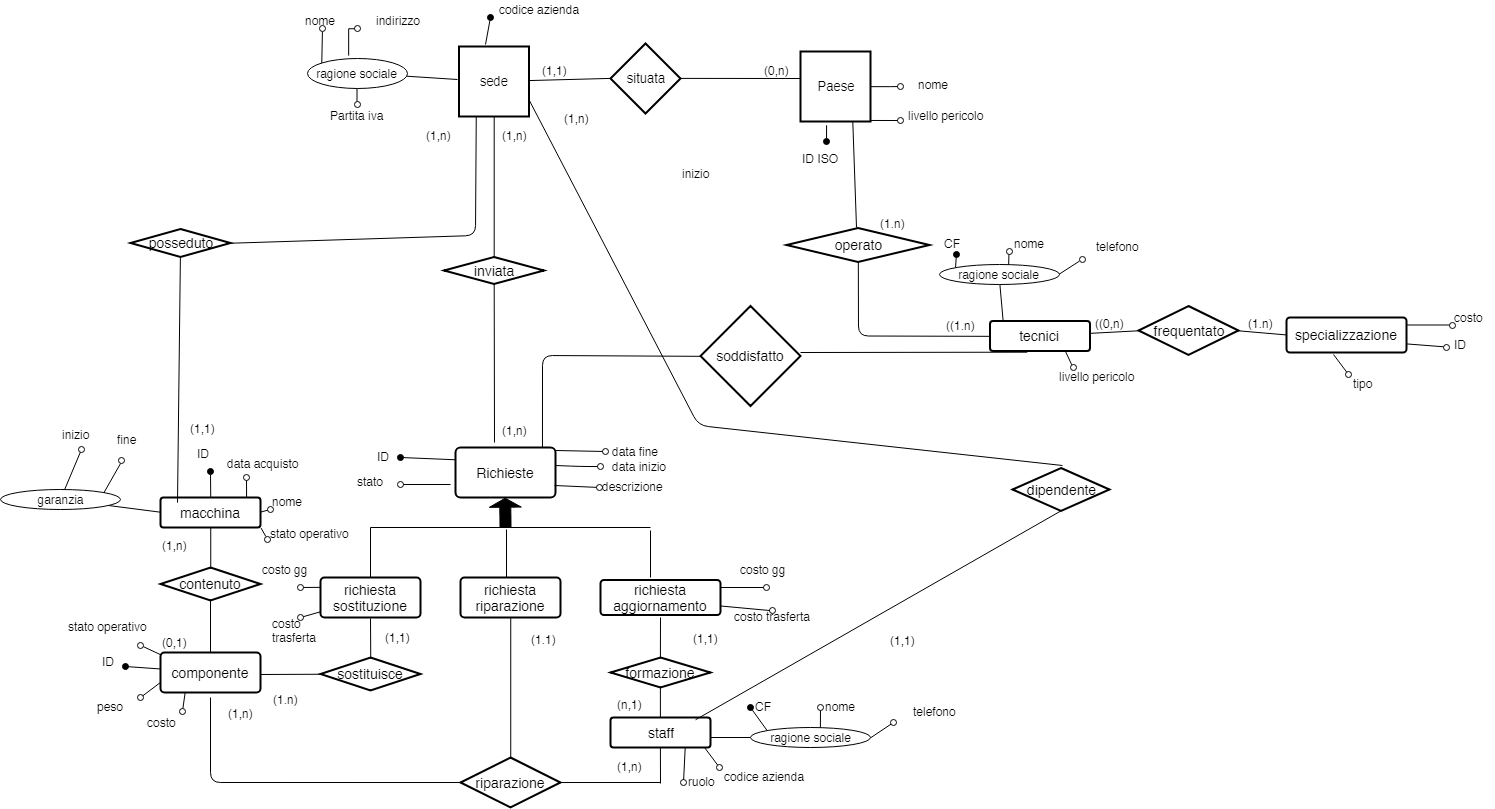 codice azienda
nome
indirizzo
ragione sociale
Partita iva
sede
(1,1)
situata
(0,n)
Paese
nome
livello pericolo
ID ISO
(1,n)
(1,n)
(1,n)
inizio
posseduto
inviata
(1.n)
operato
CF
nome
telefono
ragione sociale
((1.n)
tecnici
((0,n)
frequentato
(1.n)
specializzazione
costo
ID
tipo
livello pericolo
soddisfatto
(1,1)
(1,n)
inizio
fine
ID
data acquisto
garanzia
macchina
nome
stato operativo
ID
stato
Richieste
data fine
data inizio
descrizione
dipendente
(1,n)
contenuto
costo gg
costo
trasferta
richiesta
sostituzione
richiesta
riparazione
richiesta
aggiornamento
costo gg
costo trasferta
stato operativo
(0,1)
ID
componente
peso
costo
(1,n)
(1.n)
(1,1)
sostituisce
(1.1)
(1,1)
formazione
(1,1)
(n,1)
staff
CF
nome
telefono
ragione sociale
codice azienda
ruolo
(1,n)
riparazione